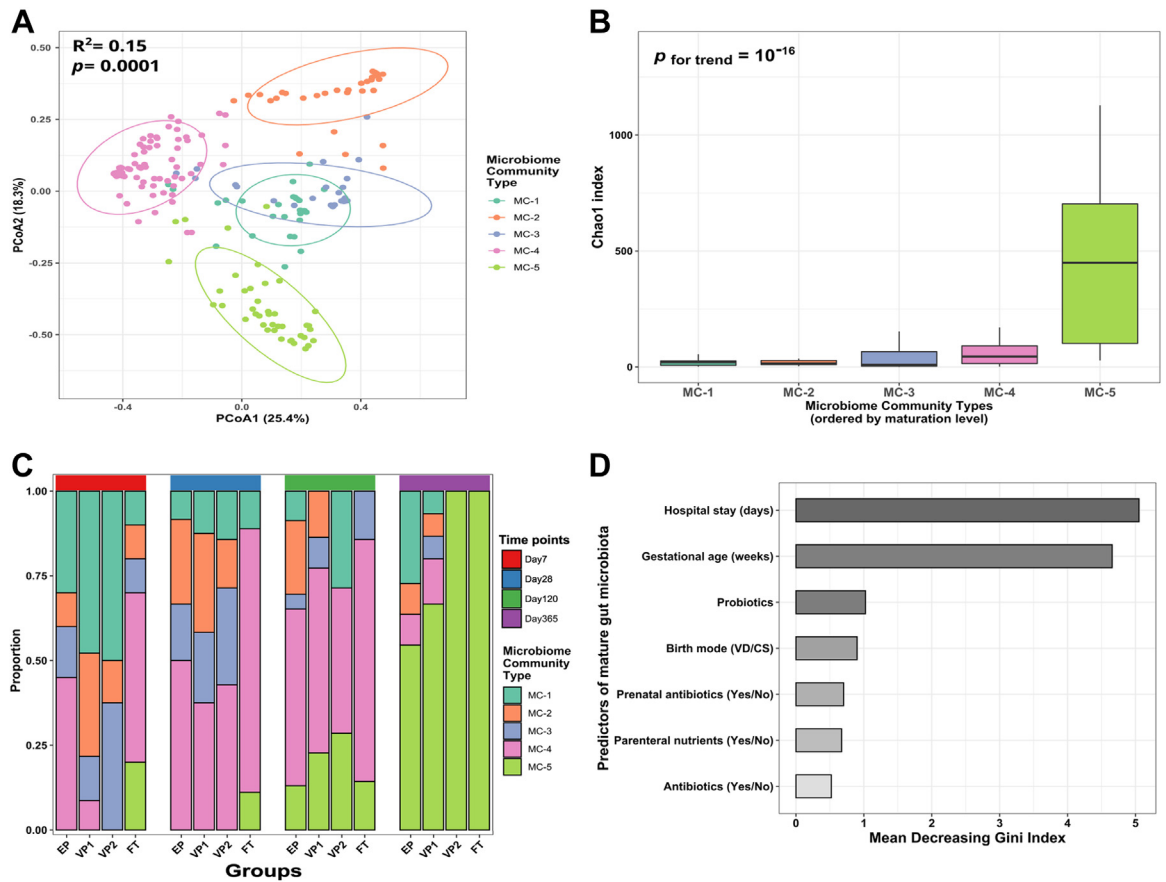 A
R²= 0.15
p= 0.0001
0.50
0.25
0.00
-0.25
-0.50
PCoA2 (18.3%)
-0.4
0.0
0.4
PCoA1 (25.4%)
Microbiome
Community
Type
MC-1
MC-2
MC-3
MC-4
MC-5
B
p for trend = 10⁻¹⁶
1000
500
0
Chao1 index
MC-1
MC-2
MC-3
MC-4
MC-5
Microbiome Community Types
(ordered by maturation level)
C
1.00
0.75
0.50
0.25
0.00
Proportion
EP
VP1
VP2
FT
EP
VP1
VP2
FT
EP
VP1
VP2
FT
EP
VP1
VP2
FT
Groups
Time points
Day7
Day28
Day120
Day365
Microbiome
Community
Type
MC-1
MC-2
MC-3
MC-4
MC-5
D
Predictors of mature gut microbiota
Hospital stay (days)
Gestational age (weeks)
Probiotics
Birth mode (VD/CS)
Prenatal antibiotics (Yes/No)
Parenteral nutrients (Yes/No)
Antibiotics (Yes/No)
0
1
2
3
4
5
Mean Decreasing Gini Index